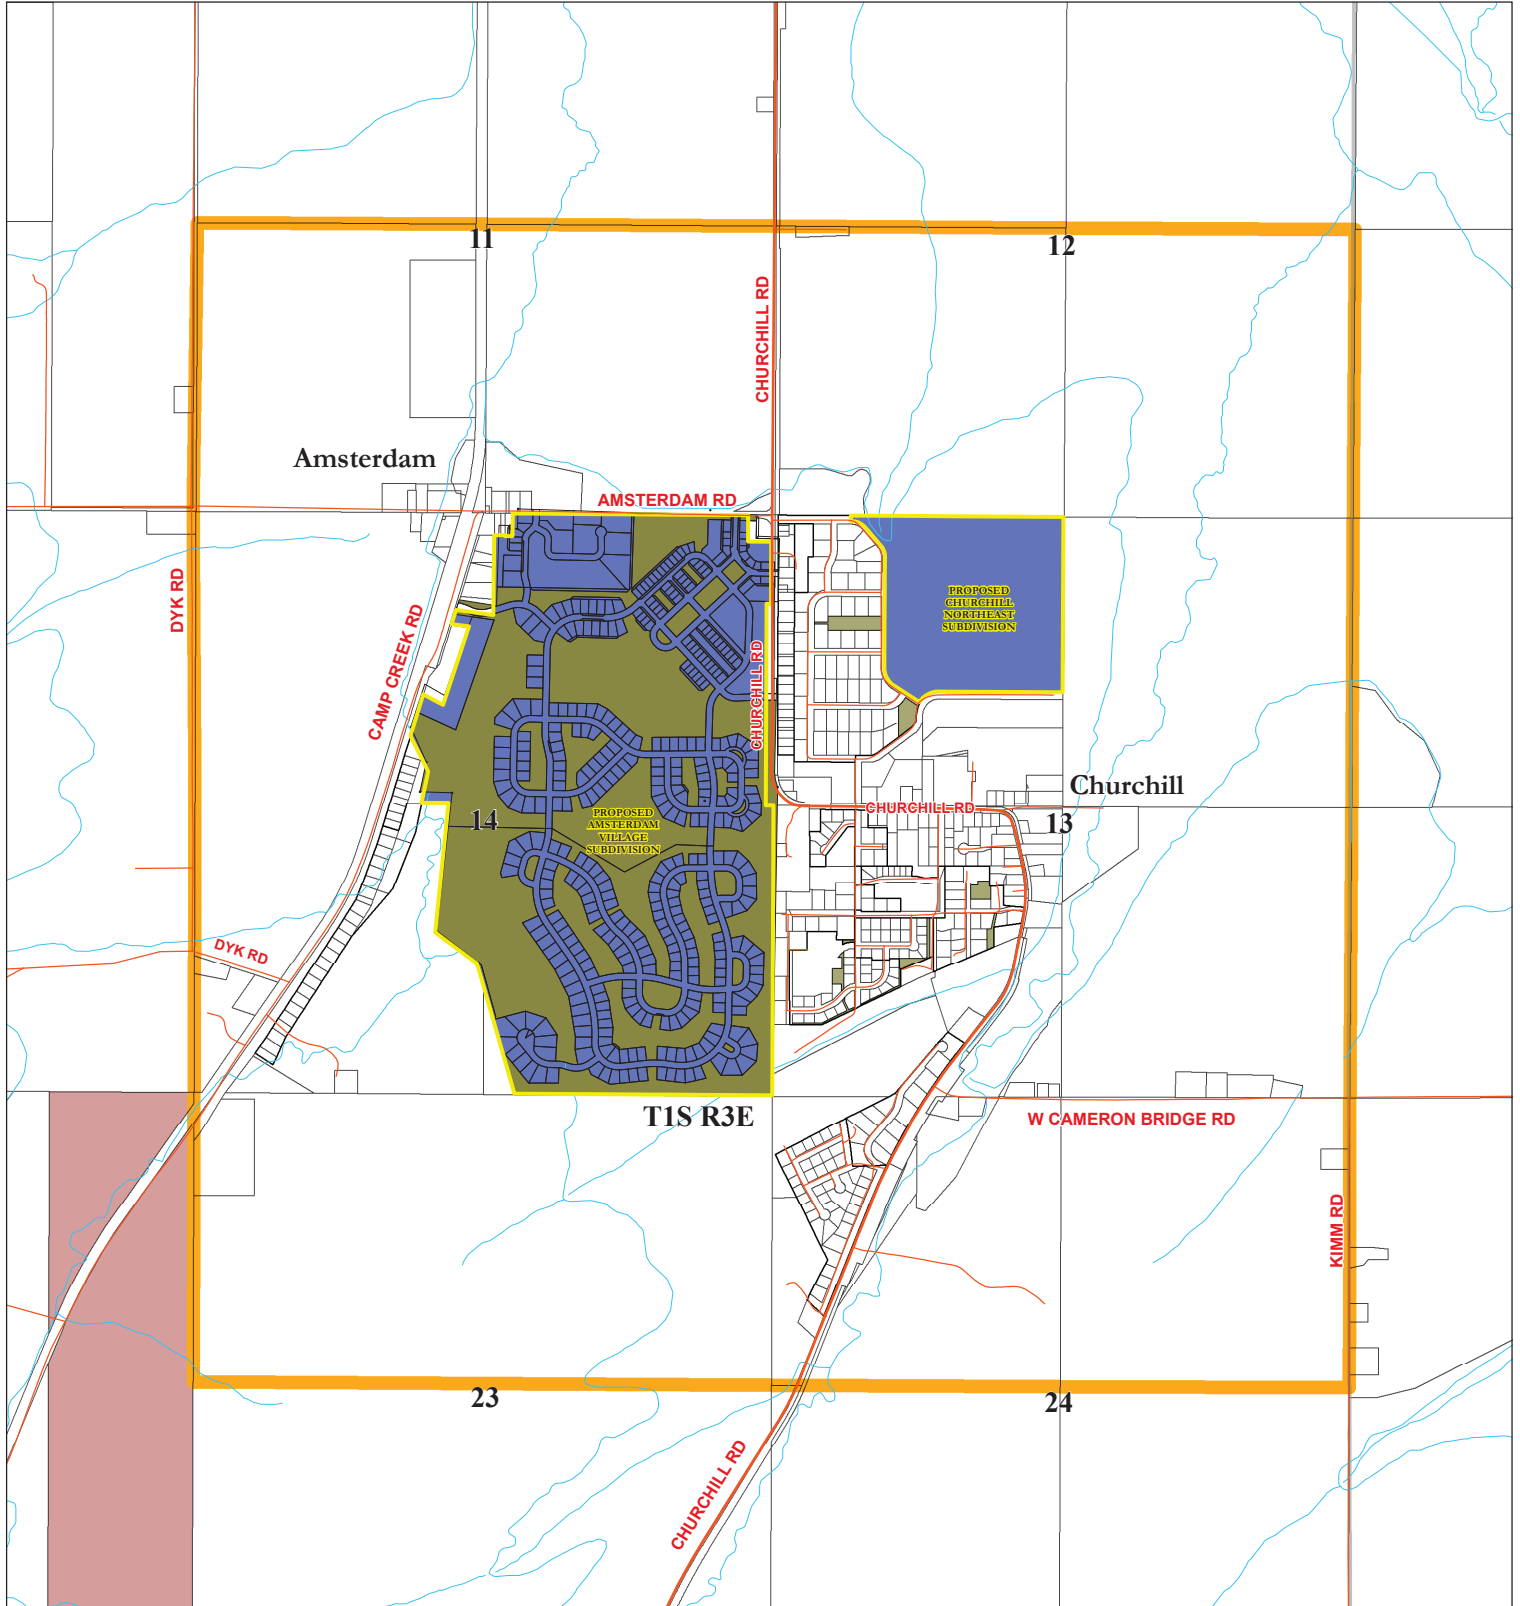 11
12
CHURCHILL RD
Amsterdam
AMSTERDAM RD
DYK RD
PROPOSED
CHURCHILL
NORTHEAST
SUBDIVISION
CAMP CREEK RD
CHURCHILL RD
Churchill
CHURCHILL RD
14
PROPOSED
AMSTERDAM
VILLAGE
SUBDIVISION
13
DYK RD
T1S R3E
W CAMERON BRIDGE RD
KIMM RD
23
24
CHURCHILL RD